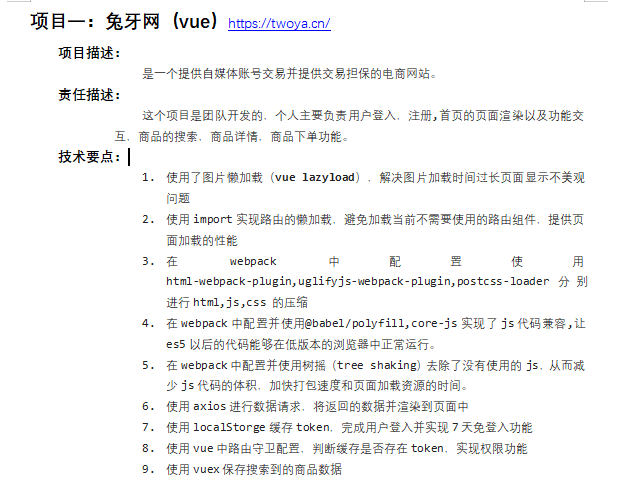 项目一：兔牙网（vue）https://twoya.cn/
项目描述：
是一个提供自媒体账号交易并提供交易担保的电商网站。
责任描述：
这个项目是团队开发的，个人主要负责用户登入，注册,首页的页面渲染以及功能交
互，商品的搜索，商品详情，商品下单功能。
技术要点：
1. 使用了图片懒加载（vue lazyload），解决图片加载时间过长页面显示不美观
问题
2. 使用 import 实现路由的懒加载，避免加载当前不需要使用的路由组件，提供页
面加载的性能
3. 在 webpack 中配置使用
html-webpack-plugin,uglifyjs-webpack-plugin,postcss-loader 分别
进行 html,js,css 的压缩
4. 在 webpack 中配置并使用@babel/polyfill,core-js 实现了 js 代码兼容,让
es5 以后的代码能够在低版本的浏览器中正常运行。
5. 在 webpack 中配置并使用树摇（tree shaking）去除了没有使用的 js，从而减
少 js 代码的体积，加快打包速度和页面加载资源的时间。
6. 使用 axios 进行数据请求，将返回的数据并渲染到页面中
7. 使用 localStorge 缓存 token，完成用户登入并实现 7 天免登入功能
8. 使用 vue 中路由守卫配置，判断缓存是否存在 token，实现权限功能
9. 使用 vuex 保存搜索到的商品数据